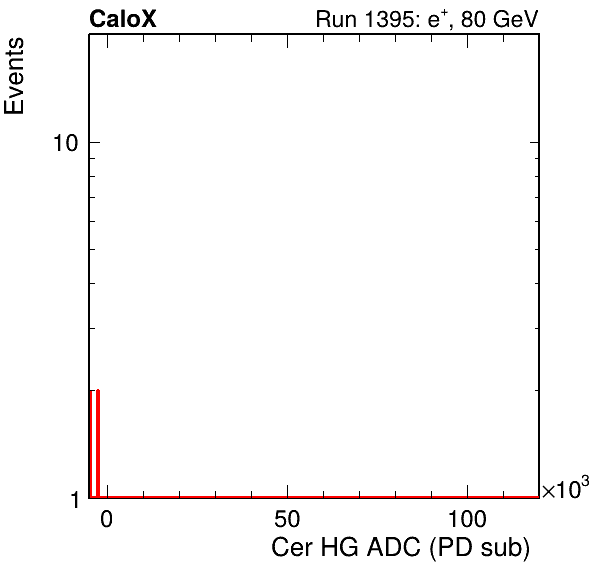 CaloX Run 1395: e⁺, 80 GeV
Events
10
1
0 50 100 ×10³
Cer HG ADC (PD sub)